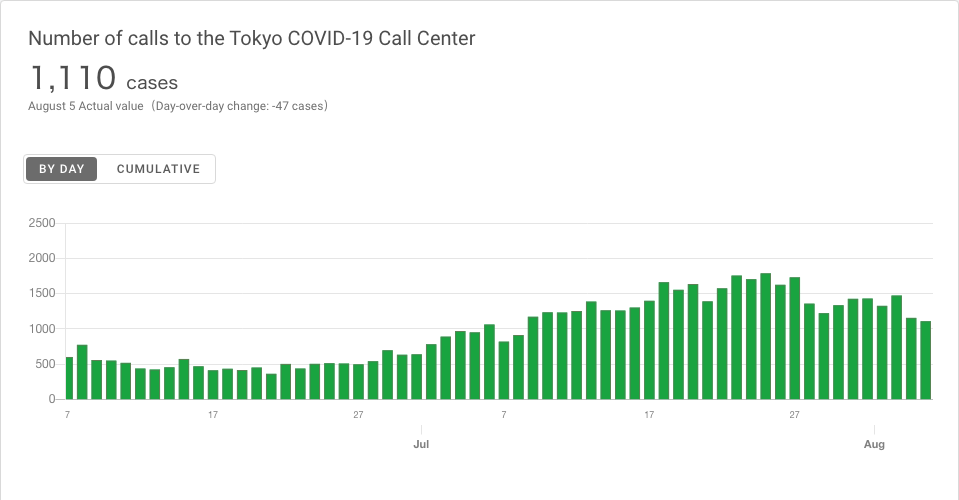 Number of calls to the Tokyo COVID-19 Call Center
1,110 cases
August 5 Actual value（Day-over-day change: -47 cases）
BY DAY CUMULATIVE
2500
2000
1500
1000
500
0
7 17 27 7 17 27
Jul Aug